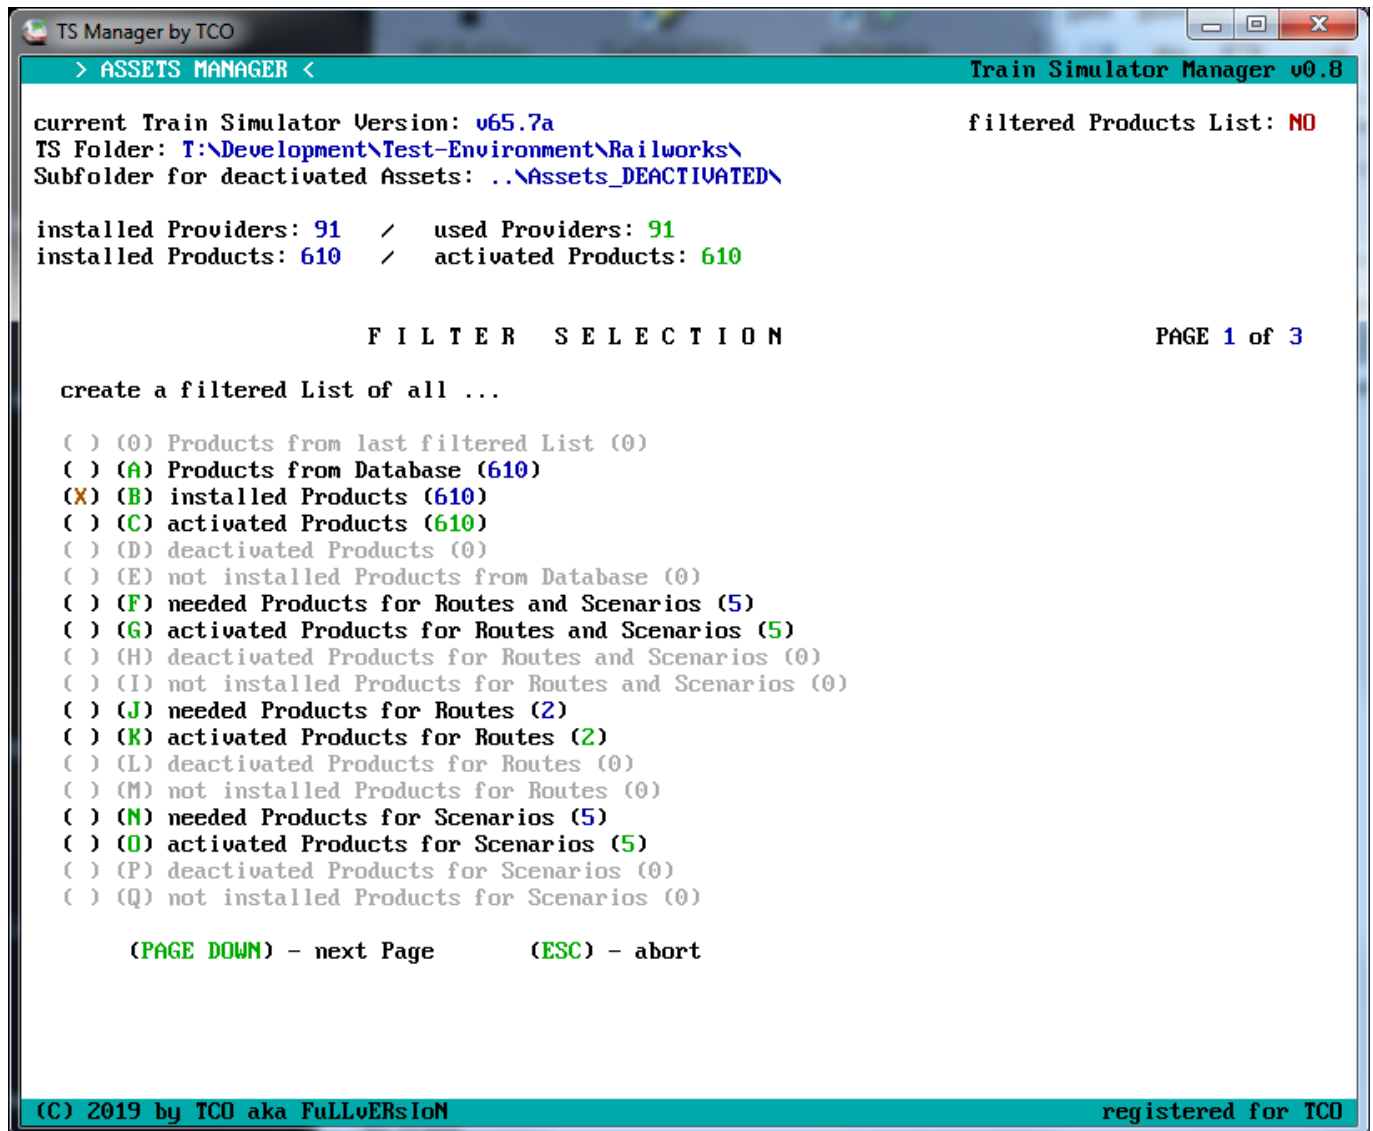 TS Manager by TCO
> ASSETS MANAGER < Train Simulator Manager v0.8
current Train Simulator Version: v65.7a filtered Products List: NO
TS Folder: T:\Development\Test-Environment\Railworks\
Subfolder for deactivated Assets: ..\Assets_DEACTIVATED\
installed Providers: 91 / used Providers: 91
installed Products: 610 / activated Products: 610
F I L T E R S E L E C T I O N PAGE 1 of 3
create a filtered List of all ...
( ) (0) Products from last filtered List (0)
( ) (A) Products from Database (610)
(X) (B) installed Products (610)
( ) (C) activated Products (610)
( ) (D) deactivated Products (0)
( ) (E) not installed Products from Database (0)
( ) (F) needed Products for Routes and Scenarios (5)
( ) (G) activated Products for Routes and Scenarios (5)
( ) (H) deactivated Products for Routes and Scenarios (0)
( ) (I) not installed Products for Routes and Scenarios (0)
( ) (J) needed Products for Routes (2)
( ) (K) activated Products for Routes (2)
( ) (L) deactivated Products for Routes (0)
( ) (M) not installed Products for Routes (0)
( ) (N) needed Products for Scenarios (5)
( ) (O) activated Products for Scenarios (5)
( ) (P) deactivated Products for Scenarios (0)
( ) (Q) not installed Products for Scenarios (0)
(PAGE DOWN) - next Page (ESC) - abort
(C) 2019 by TCO aka FuLLvERsIoN registered for TCO